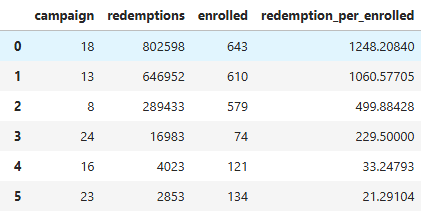 campaign redemptions enrolled redemption_per_enrolled
0 18 802598 643 1248.20840
1 13 646952 610 1060.57705
2 8 289433 579 499.88428
3 24 16983 74 229.50000
4 16 4023 121 33.24793
5 23 2853 134 21.29104